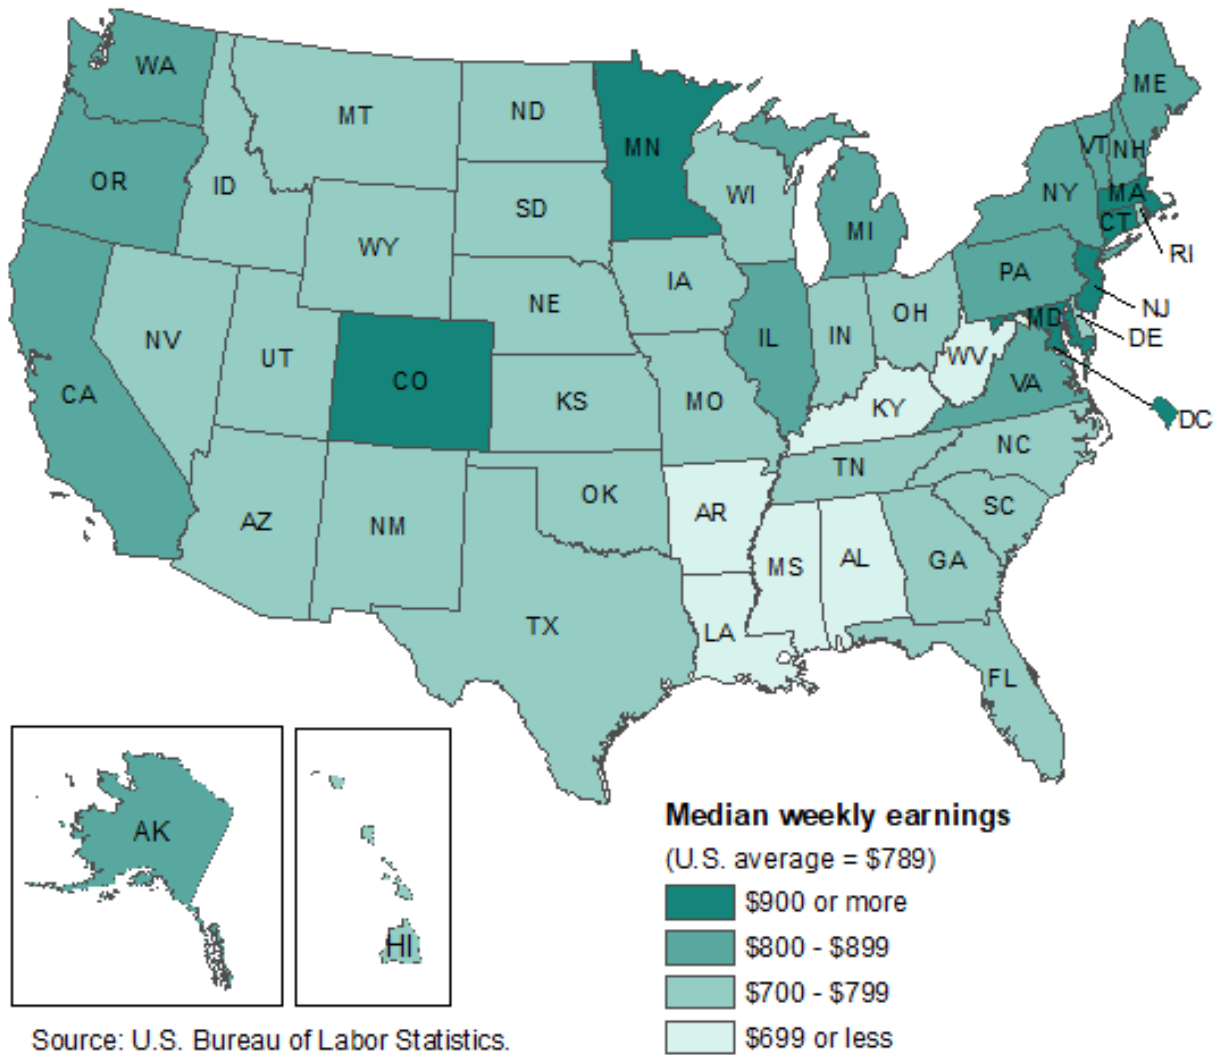 WA
ME
MT
ND
VT
NH
MN
OR
ID
WI
NY
MA
SD
CT
MI
WY
RI
PA
IA
NE
NJ
OH
MD
NV
IL
IN
DE
UT
WV
CO
VA
CA
KS
MO
KY
DC
NC
TN
OK
SC
AR
AZ
NM
AL
GA
MS
TX
LA
FL
AK
HI
Median weekly earnings
(U.S. average = $789)
$900 or more
$800 - $899
$700 - $799
$699 or less
Source: U.S. Bureau of Labor Statistics.